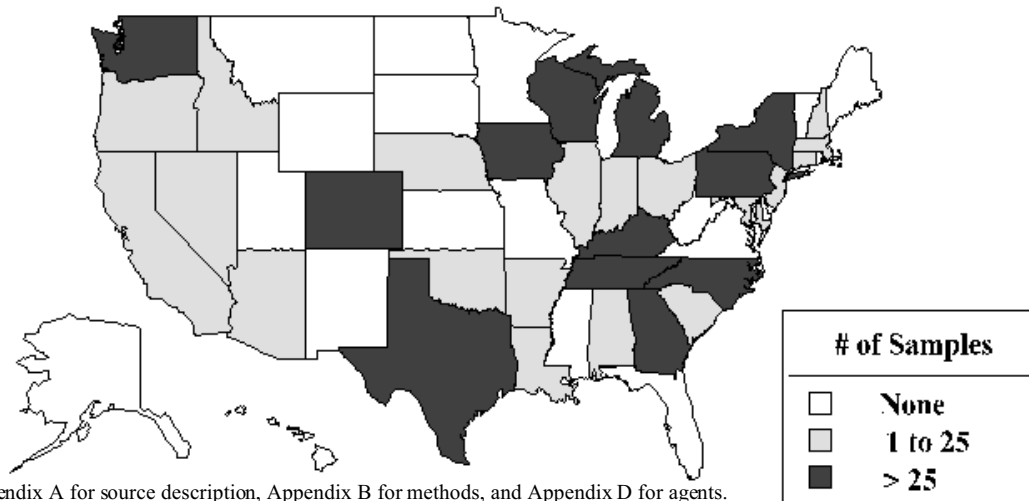 # of Samples
None
1 to 25
> 25
endix A for source description, Appendix B for methods, and Appendix D for agents.